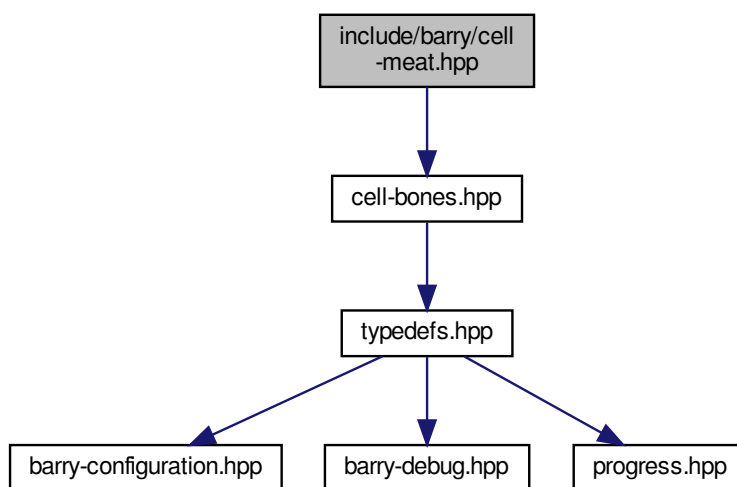 include/barry/cell
-meat.hpp
cell-bones.hpp
typedefs.hpp
barry-configuration.hpp
barry-debug.hpp
progress.hpp